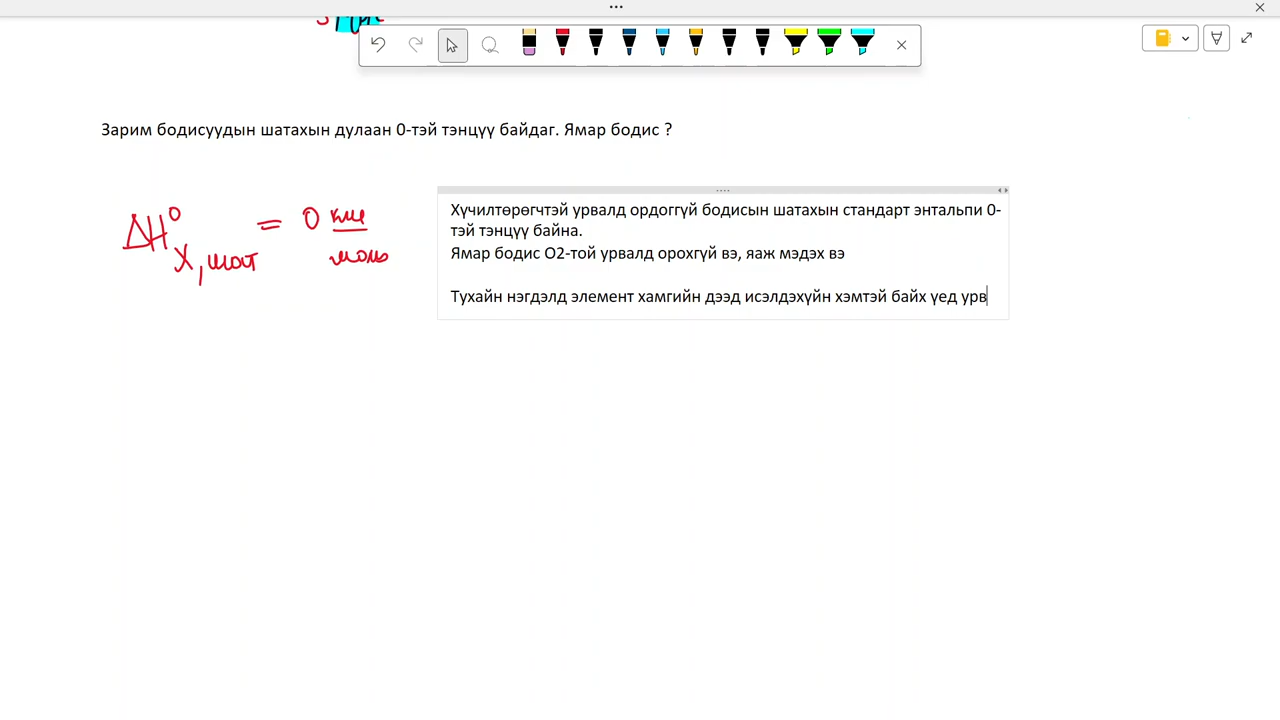 Зарим бодисуудын шатахын дулаан 0-тэй тэнцүү байдаг. Ямар бодис ?
ΔH⁰ x, шат = 0 кЖ/моль
Хүчилтөрөгчтэй урвалд ордоггүй бодисын шатахын стандарт энтальпи 0-
тэй тэнцүү байна.
Ямар бодис О2-той урвалд орохгүй вэ, яаж мэдэх вэ
Тухайн нэгдэлд элемент хамгийн дээд исэлдэхүйн хэмтэй байх үед урв